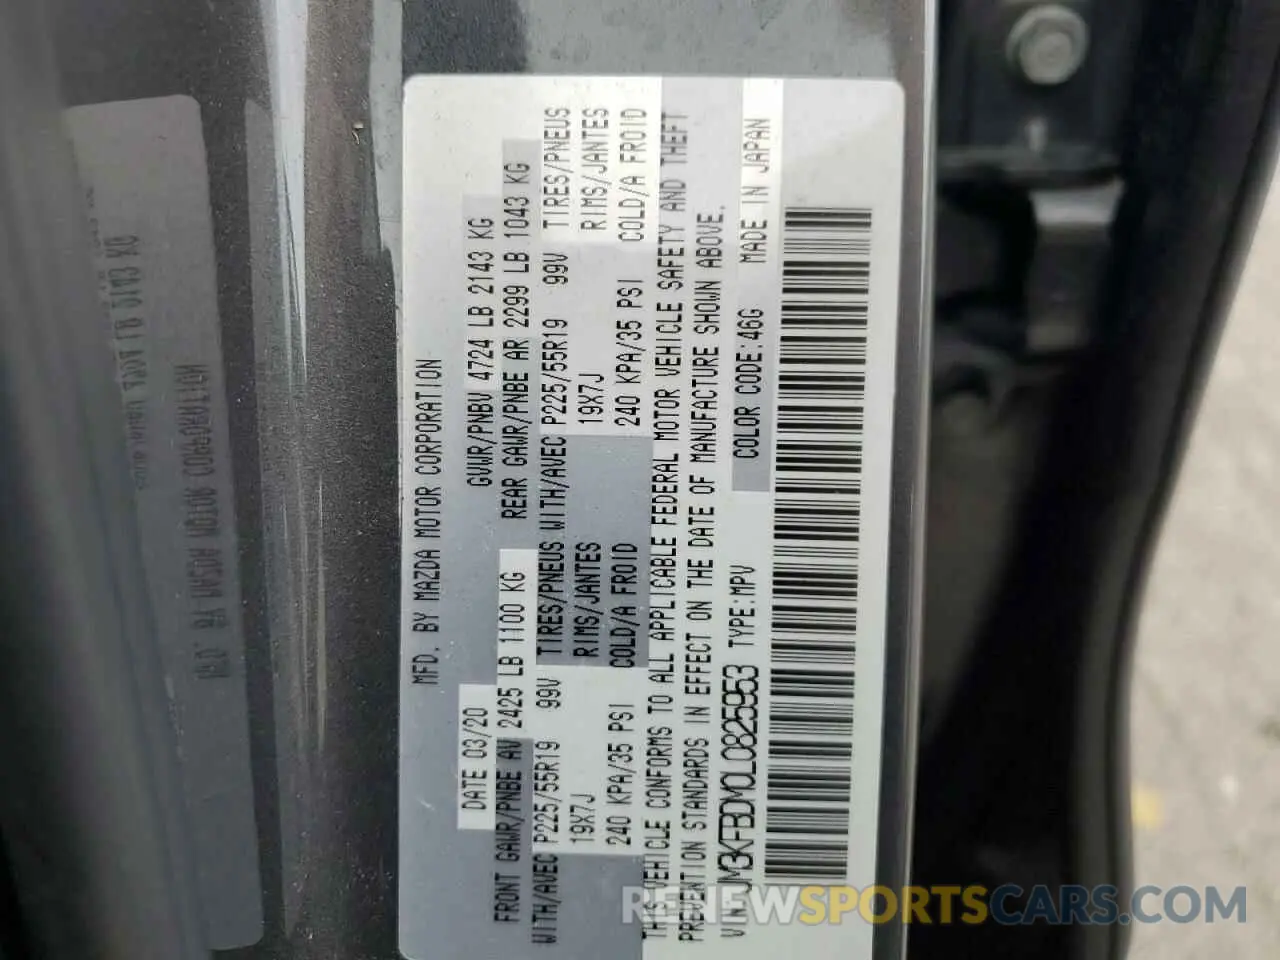 MFD. BY MAZDA MOTOR CORPORATION
DATE 03/20 GVWR/PNBV 4724 LB 2143 KG
FRONT GAWR/PNBE AV 2425 LB 1100 KG REAR GAWR/PNBE AR 2299 LB 1043 KG
WITH/AVEC P225/55R19 99V TIRES/PNEUS WITH/AVEC P225/55R19 99V TIRES/PNEUS
19X7J RIMS/JANTES 19X7J RIMS/JANTES
240 KPA/35 PSI COLD/A FROID 240 KPA/35 PSI COLD/A FROID
THIS VEHICLE CONFORMS TO ALL APPLICABLE FEDERAL MOTOR VEHICLE SAFETY AND THEFT
PREVENTION STANDARDS IN EFFECT ON THE DATE OF MANUFACTURE SHOWN ABOVE.
VIN: JM3KFBDM0L0825953 TYPE:MPV COLOR CODE:46G MADE IN JAPAN
RENEWSPORTSCARS.COM